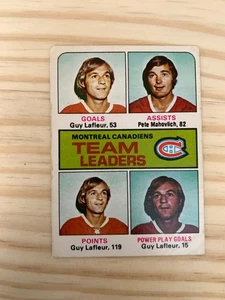 GOALS
Guy Lafleur, 53
ASSISTS
Pete Mahovlich, 82
MONTREAL CANADIENS
TEAM
LEADERS
POINTS
Guy Lafleur, 119
POWER PLAY GOALS
Guy Lafleur, 15